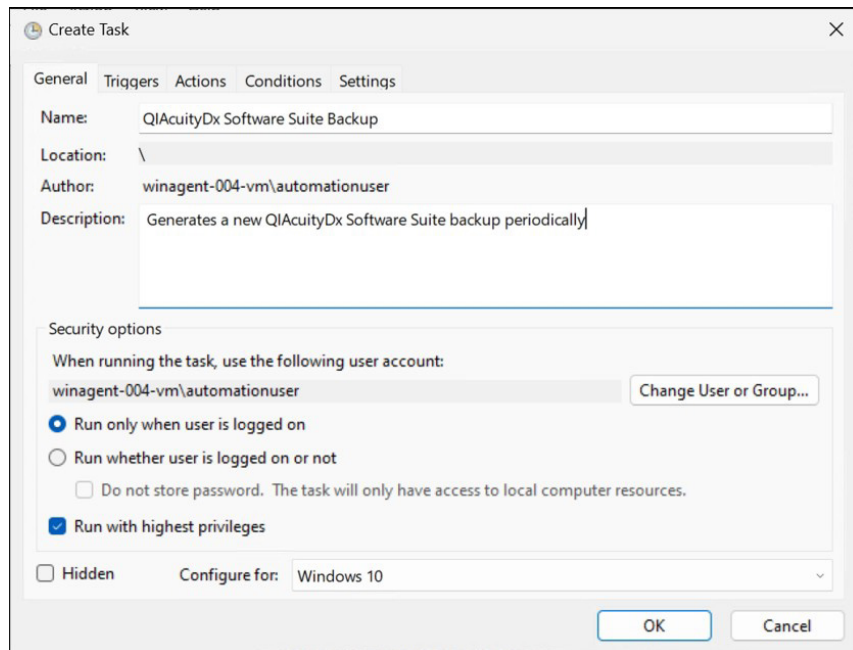 Create Task
General Triggers Actions Conditions Settings
Name: QIAcuityDx Software Suite Backup
Location: \
Author: winagent-004-vm\automationuser
Description: Generates a new QIAcuityDx Software Suite backup periodically
Security options
When running the task, use the following user account:
winagent-004-vm\automationuser Change User or Group...
Run only when user is logged on
Run whether user is logged on or not
Do not store password. The task will only have access to local computer resources.
Run with highest privileges
Hidden Configure for: Windows 10
OK Cancel